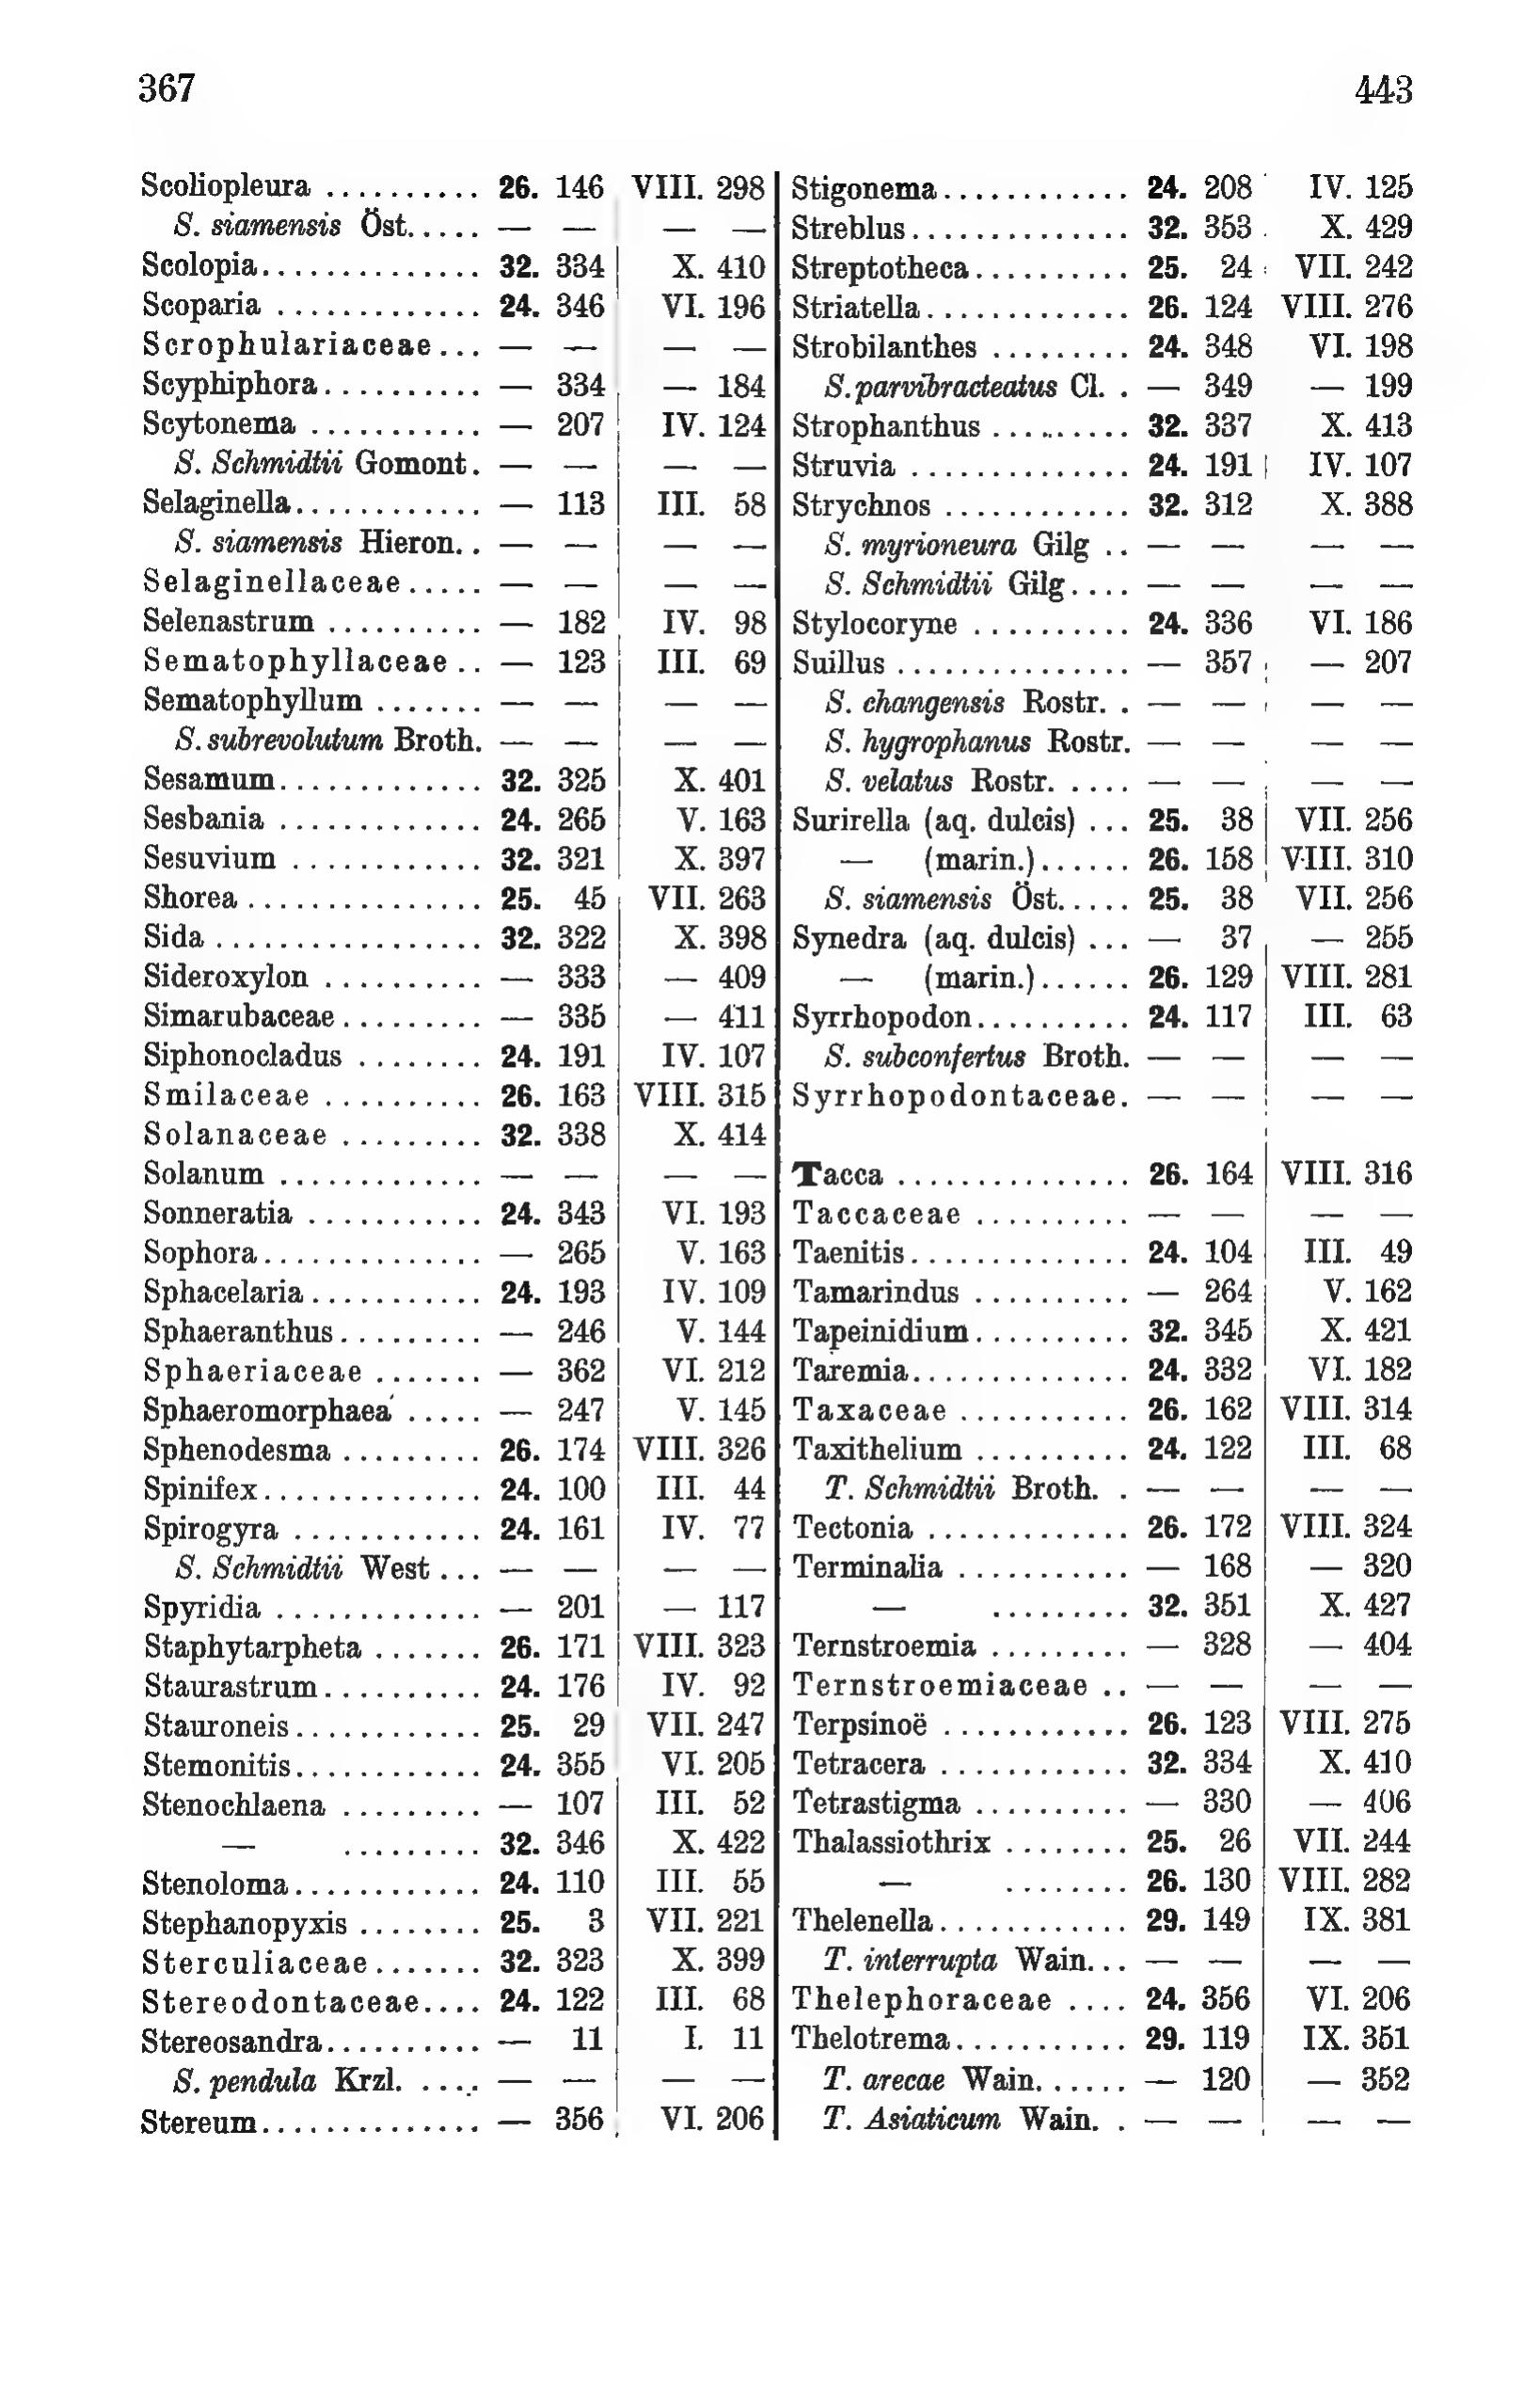 367 443
Scoliopleura .......... 26. 146 VIII. 298
S. siamensis Öst..... — — — —
Scolopia.............. 32. 334 X. 410
Scoparia ............. 24. 346 VI. 196
Scrophulariaceae... — — — —
Scyphiphora.......... — 334 — 184
Scytonema ........... — 207 IV. 124
S. Schmidtii Gomont. — — — —
Selaginella............ — 113 III. 58
S. siamensis Hieron.. — — — —
Selaginellaceae..... — — — —
Selenastrum .......... — 182 IV. 98
Sematophyllaceae.. — 123 III. 69
Sematophyllum ....... — — — —
S. subrevolutum Broth. — — — —
Sesamum............. 32. 325 X. 401
Sesbania ............. 24. 265 V. 163
Sesuvium ............ 32. 321 X. 397
Shorea ............... 25. 45 VII. 263
Sida ................. 32. 322 X. 398
Sideroxylon .......... — 333 — 409
Simarubaceae......... — 335 — 411
Siphonocladus ........ 24. 191 IV. 107
Smilaceae .......... 26. 163 VIII. 315
Solanaceae ......... 32. 338 X. 414
Solanum ............. — — — —
Sonneratia ........... 24. 343 VI. 193
Sophora.............. — 265 V. 163
Sphacelaria ........... 24. 193 IV. 109
Sphaeranthus......... — 246 V. 144
Sphaeriaceae ....... — 362 VI. 212
Sphaeromorphaea ..... — 247 V. 145
Sphenodesma ......... 26. 174 VIII. 326
Spinifex.............. 24. 100 III. 44
Spirogyra ............ 24. 161 IV. 77
S. Schmidtii West ... — — — —
Spyridia ............. — 201 — 117
Staphytarpheta ....... 26. 171 VIII. 323
Staurastrum.......... 24. 176 IV. 92
Stauroneis............ 25. 29 VII. 247
Stemonitis............ 24. 355 VI. 205
Stenochlaena ......... — 107 III. 52
— ......... 32. 346 X. 422
Stenoloma............ 24. 110 III. 55
Stephanopyxis ........ 25. 3 VII. 221
Sterculiaceae....... 32. 323 X. 399
Stereodontaceae.... 24. 122 III. 68
Stereosandra.......... — 11 I. 11
S. pendula Krzl. .... — — — —
Stereum.............. — 356 VI. 206
Stigonema............ 24. 208 IV. 125
Streblus.............. 32. 353 X. 429
Streptotheca.......... 25. 24 VII. 242
Striatella............. 26. 124 VIII. 276
Strobilanthes ......... 24. 348 VI. 198
S. parvibracteatus Cl. . — 349 — 199
Strophanthus ......... 32. 337 X. 413
Struvia .............. 24. 191 IV. 107
Strychnos ............ 32. 312 X. 388
S. myrioneura Gilg .. — — — —
S. Schmidtii Gilg.... — — — —
Stylocoryne .......... 24. 336 VI. 186
Suillus ............... — 357 — 207
S. changensis Rostr. . — — — —
S. hygrophanus Rostr. — — — —
S. velatus Rostr. ..... — — — —
Surirella (aq. dulcis) ... 25. 38 VII. 256
— (marin.)...... 26. 158 VIII. 310
S. siamensis Öst..... 25. 38 VII. 256
Synedra (aq. dulcis) ... — 37 — 255
— (marin.)...... 26. 129 VIII. 281
Syrrhopodon.......... 24. 117 III. 63
S. subconfertus Broth. — — — —
Syrrhopodontaceae. — — — —
Tacca ............... 26. 164 VIII. 316
Taccaceae .......... — — — —
Taenitis.............. 24. 104 III. 49
Tamarindus .......... — 264 V. 162
Tapeinidium.......... 32. 345 X. 421
Taremia.............. 24. 332 VI. 182
Taxaceae ........... 26. 162 VIII. 314
Taxithelium .......... 24. 122 III. 68
T. Schmidtii Broth. . — — — —
Tectonia ............. 26. 172 VIII. 324
Terminalia ........... — 168 — 320
— ......... 32. 351 X. 427
Ternstroemia ......... — 328 — 404
Ternstroemiaceae .. — — — —
Terpsinoë ............ 26. 123 VIII. 275
Tetracera ............ 32. 334 X. 410
Tetrastigma .......... — 330 — 406
Thalassiothrix ........ 25. 26 VII. 244
— ........ 26. 130 VIII. 282
Thelenella............ 29. 149 IX. 381
T. interrupta Wain... — — — —
Thelephoraceae .... 24. 356 VI. 206
Thelotrema........... 29. 119 IX. 351
T. arecae Wain. ..... — 120 — 352
T. Asiaticum Wain. . — — — —